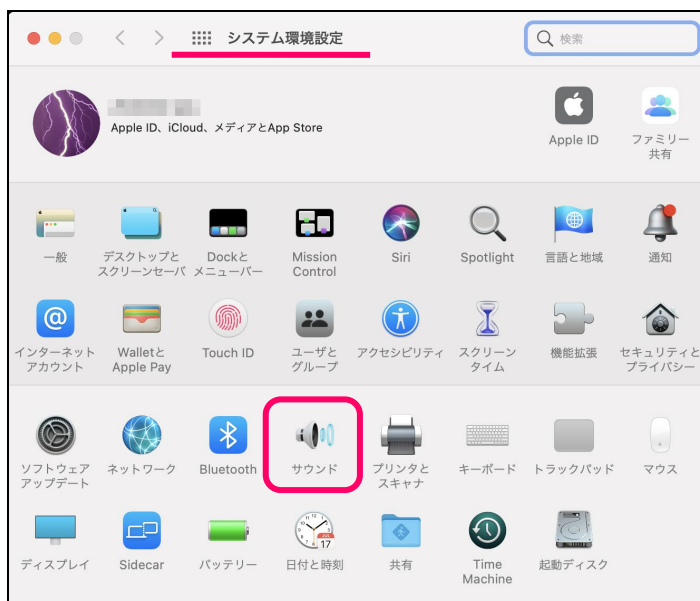 システム環境設定
検索
Apple ID、iCloud、メディアとApp Store
Apple ID
ファミリー
共有
一般
デスクトップと
スクリーンセーバ
Dockと
メニューバー
Mission
Control
Siri
Spotlight
言語と地域
通知
インターネット
アカウント
Walletと
Apple Pay
Touch ID
ユーザと
グループ
アクセシビリティ
スクリーン
タイム
機能拡張
セキュリティと
プライバシー
ソフトウェア
アップデート
ネットワーク
Bluetooth
サウンド
プリンタと
スキャナ
キーボード
トラックパッド
マウス
ディスプレイ
Sidecar
バッテリー
JUL
17
日付と時刻
共有
Time
Machine
起動ディスク